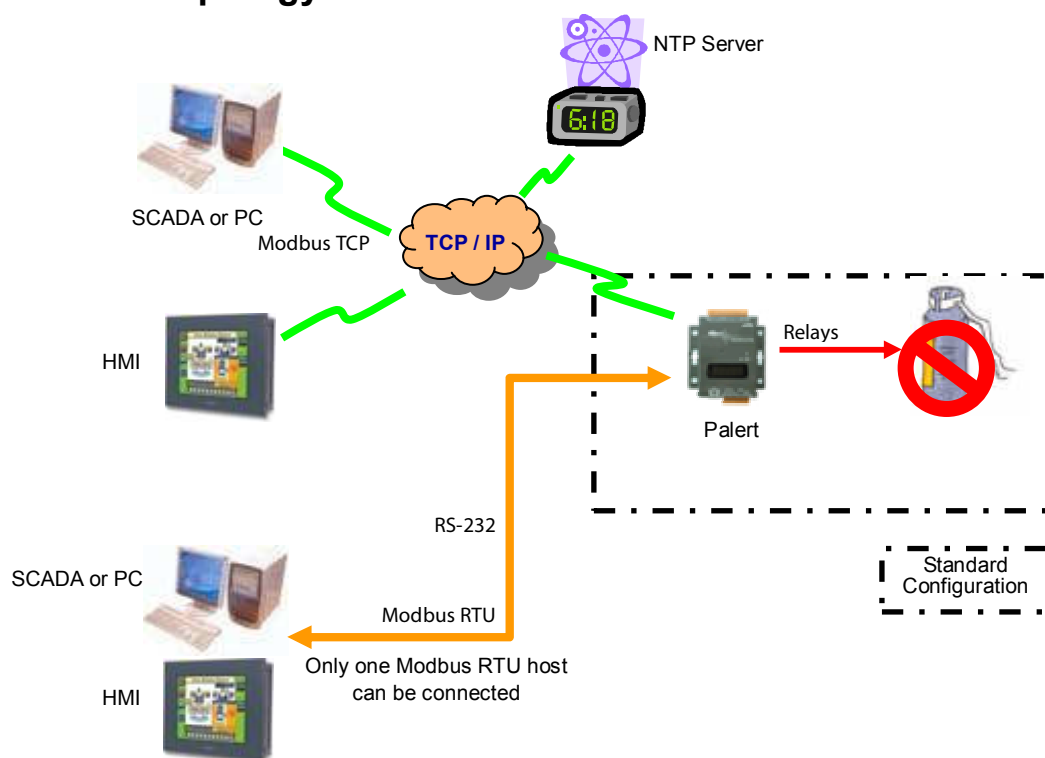 NTP Server
6:18
SCADA or PC
Modbus TCP
TCP / IP
HMI
Relays
Palert
RS-232
SCADA or PC
Modbus RTU
Only one Modbus RTU host
can be connected
HMI
Standard
Configuration